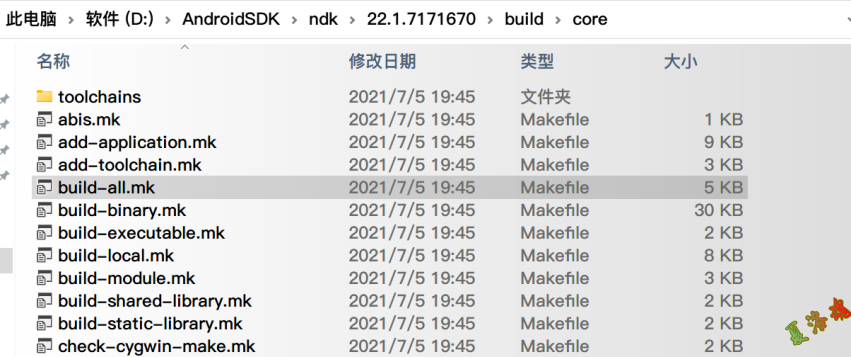 此电脑 › 软件 (D:) › AndroidSDK › ndk › 22.1.7171670 › build › core
名称 修改日期 类型 大小
toolchains 2021/7/5 19:45 文件夹
abis.mk 2021/7/5 19:45 Makefile 1 KB
add-application.mk 2021/7/5 19:45 Makefile 9 KB
add-toolchain.mk 2021/7/5 19:45 Makefile 3 KB
build-all.mk 2021/7/5 19:45 Makefile 5 KB
build-binary.mk 2021/7/5 19:45 Makefile 30 KB
build-executable.mk 2021/7/5 19:45 Makefile 2 KB
build-local.mk 2021/7/5 19:45 Makefile 8 KB
build-module.mk 2021/7/5 19:45 Makefile 3 KB
build-shared-library.mk 2021/7/5 19:45 Makefile 2 KB
build-static-library.mk 2021/7/5 19:45 Makefile 2 KB
check-cygwin-make.mk 2021/7/5 19:45 Makefile 2 KB